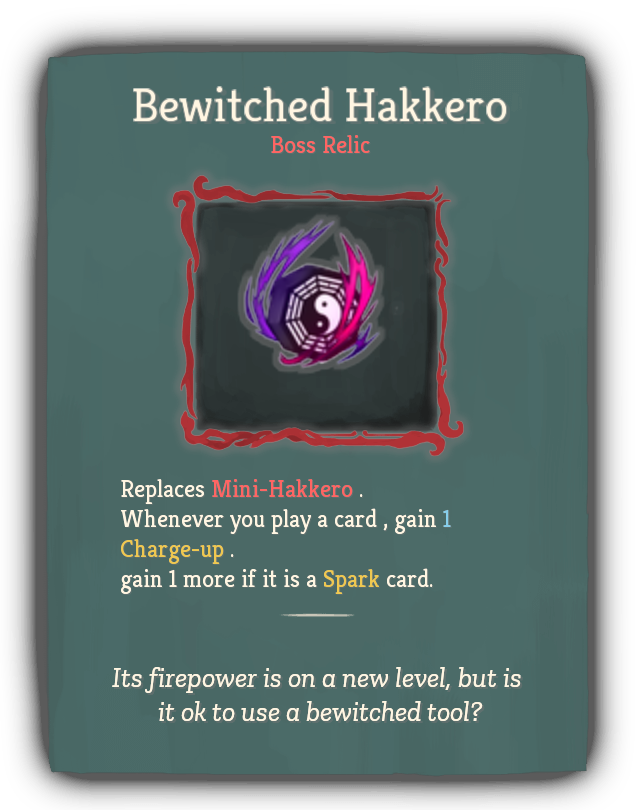 Bewitched Hakkero
Boss Relic
Replaces Mini-Hakkero .
Whenever you play a card , gain 1
Charge-up .
gain 1 more if it is a Spark card.
Its firepower is on a new level, but is
it ok to use a bewitched tool?